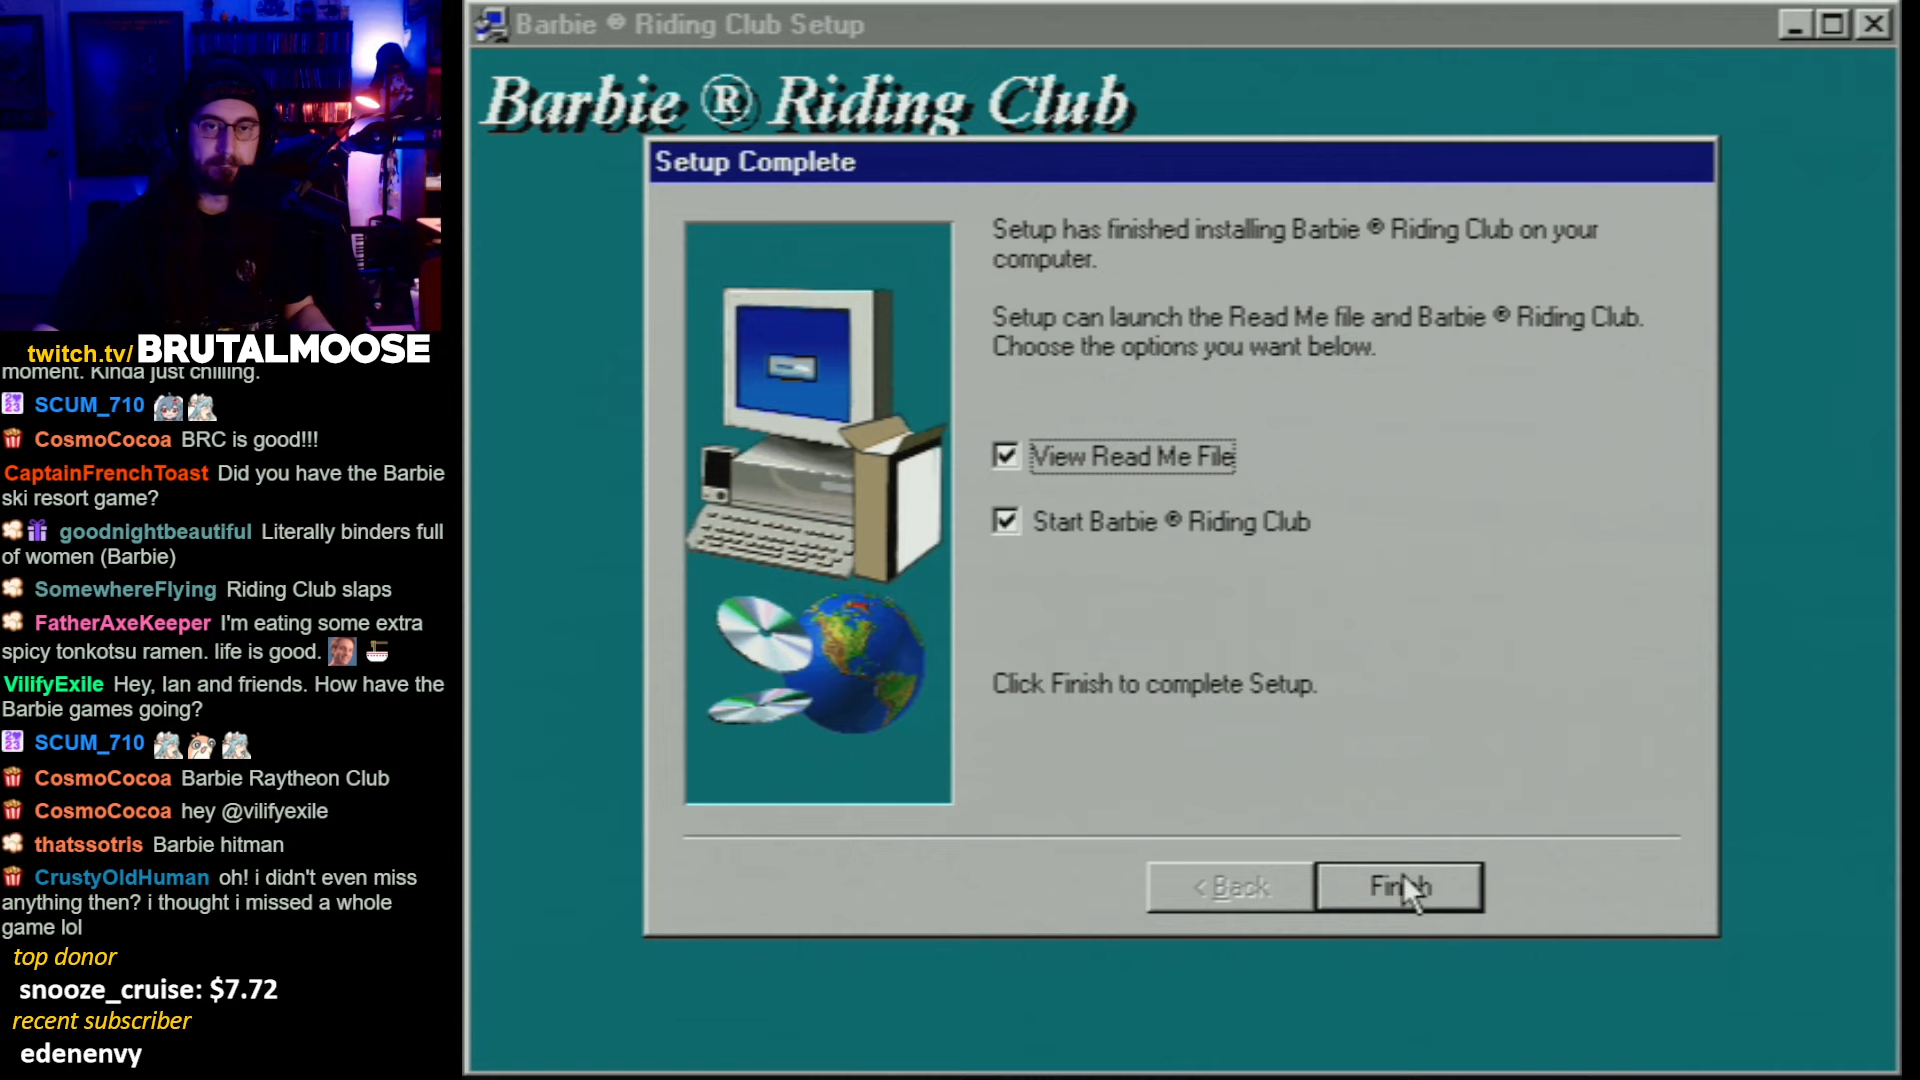 Barbie ® Riding Club Setup
Barbie ® Riding Club
Setup Complete
Setup has finished installing Barbie ® Riding Club on your
computer.
Setup can launch the Read Me file and Barbie ® Riding Club.
Choose the options you want below.
View Read Me File
Start Barbie ® Riding Club
Click Finish to complete Setup.
< Back
Finish
twitch.tv/BRUTALMOOSE
moment. Kinda just chilling.
SCUM_710
CosmoCocoa BRC is good!!!
CaptainFrenchToast Did you have the Barbie
ski resort game?
goodnightbeautiful Literally binders full
of women (Barbie)
SomewhereFlying Riding Club slaps
FatherAxeKeeper I'm eating some extra
spicy tonkotsu ramen. life is good.
VilifyExile Hey, Ian and friends. How have the
Barbie games going?
SCUM_710
CosmoCocoa Barbie Raytheon Club
CosmoCocoa hey @vilifyexile
thatssotris Barbie hitman
CrustyOldHuman oh! i didn't even miss
anything then? i thought i missed a whole
game lol
top donor
snooze_cruise: $7.72
recent subscriber
edenenvy